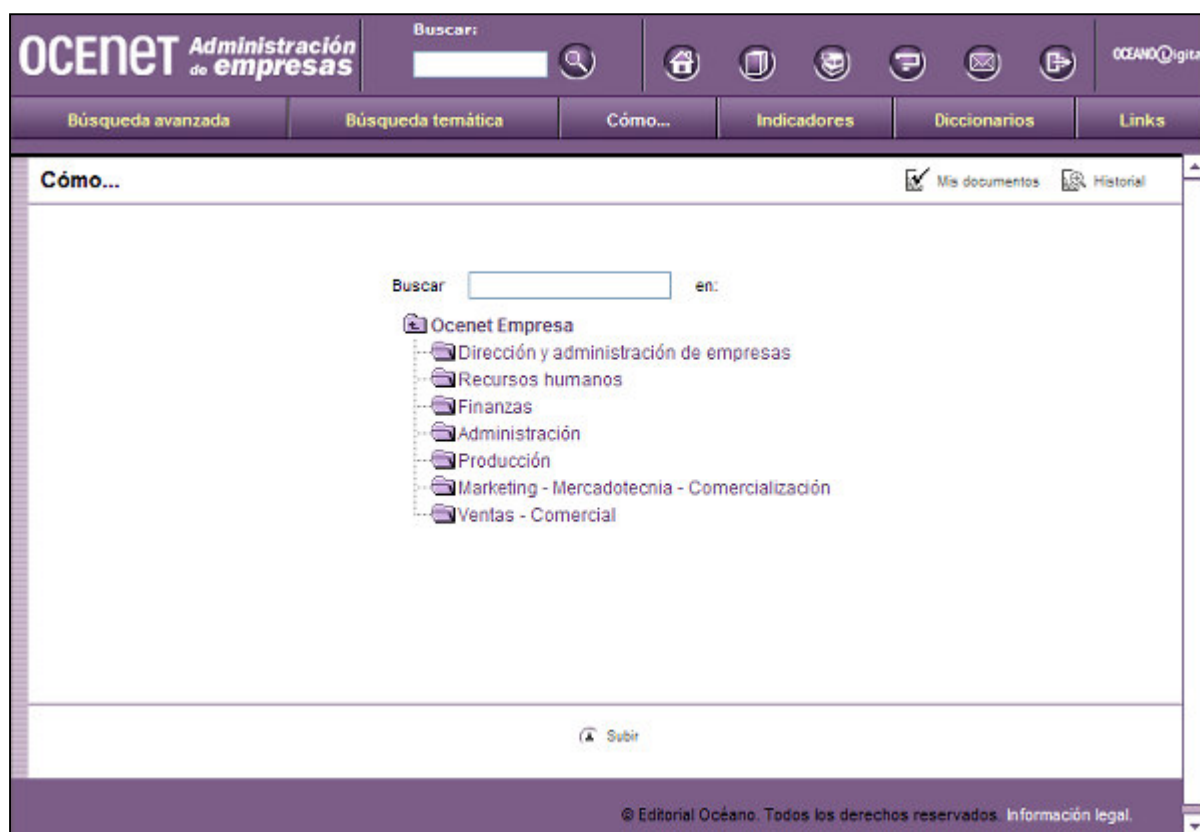 Buscar:
OCENET Administración de empresas
OCEANO Digita
Búsqueda avanzada Búsqueda temática Cómo... Indicadores Diccionarios Links
Cómo... Mis documentos Historial
Buscar en:
Ocenet Empresa
Dirección y administración de empresas
Recursos humanos
Finanzas
Administración
Producción
Marketing - Mercadotecnia - Comercialización
Ventas - Comercial
Subir
© Editorial Océano. Todos los derechos reservados. Información legal.